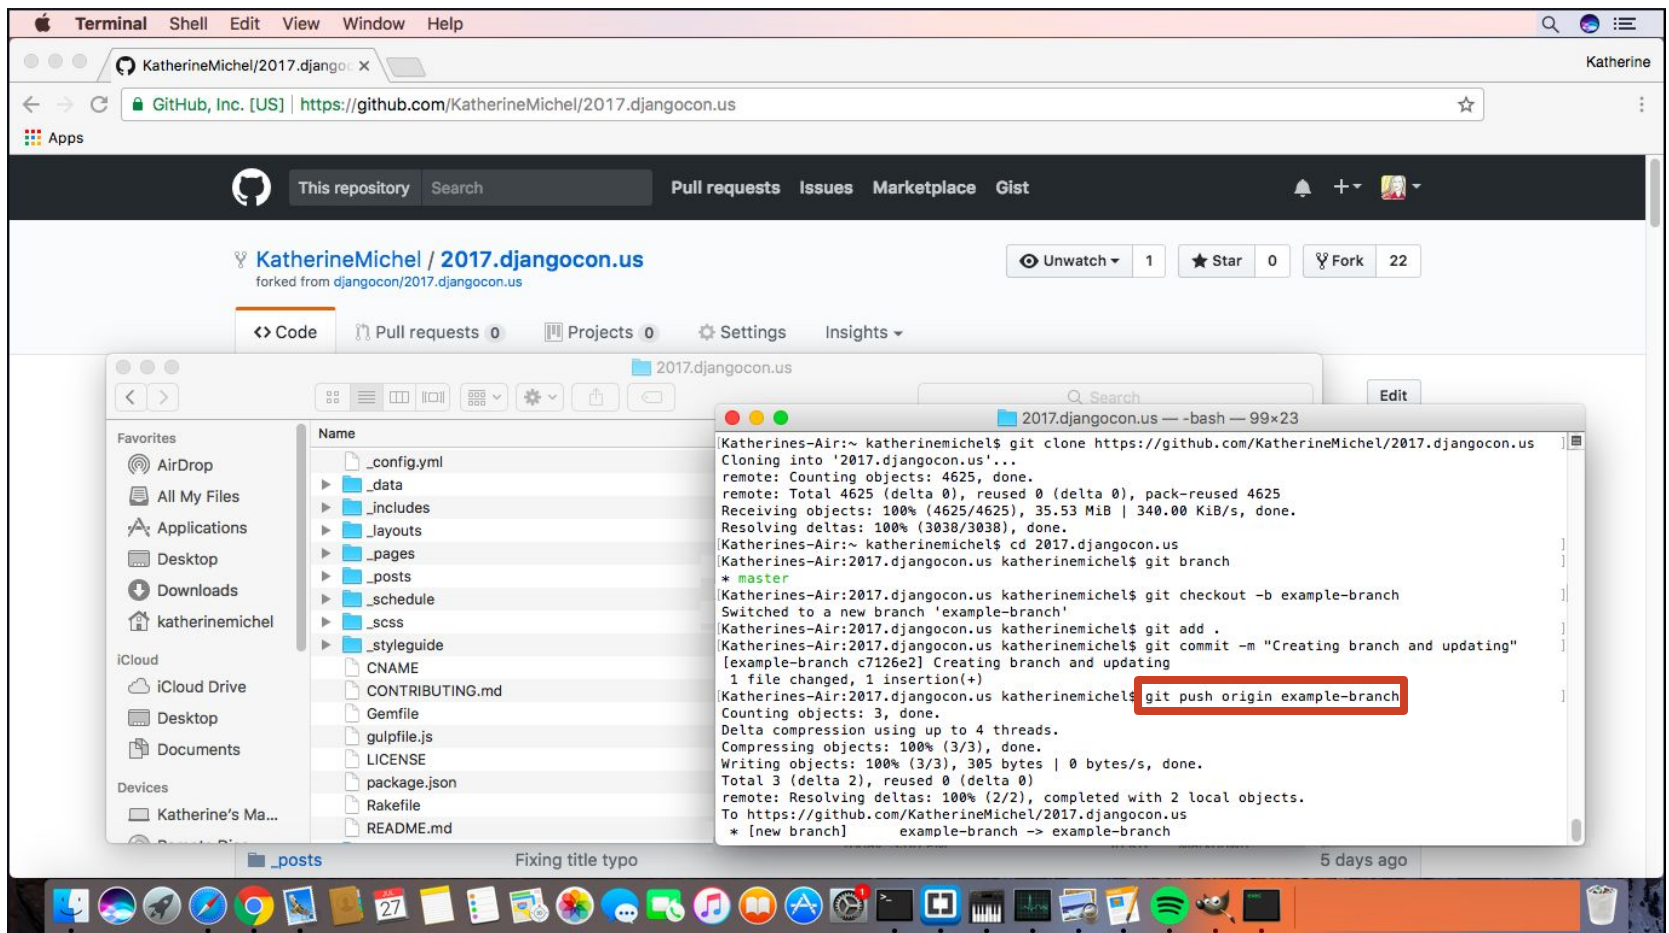 Terminal Shell Edit View Window Help
KatherineMichel/2017.djangoc
Katherine
GitHub, Inc. [US] | https://github.com/KatherineMichel/2017.djangocon.us
Apps
This repository Search Pull requests Issues Marketplace Gist
KatherineMichel / 2017.djangocon.us
Unwatch 1 Star 0 Fork 22
forked from djangocon/2017.djangocon.us
Code Pull requests 0 Projects 0 Settings Insights
2017.djangocon.us
Search
Edit
Favorites
AirDrop
All My Files
Applications
Desktop
Downloads
katherinemichel
iCloud
iCloud Drive
Desktop
Documents
Devices
Katherine's Ma...
Name
_config.yml
_data
_includes
_layouts
_pages
_posts
_schedule
_scss
_styleguide
CNAME
CONTRIBUTING.md
Gemfile
gulpfile.js
LICENSE
package.json
Rakefile
README.md
2017.djangocon.us — -bash — 99×23
[Katherines-Air:~ katherinemichel$ git clone https://github.com/KatherineMichel/2017.djangocon.us ]
Cloning into '2017.djangocon.us'...
remote: Counting objects: 4625, done.
remote: Total 4625 (delta 0), reused 0 (delta 0), pack-reused 4625
Receiving objects: 100% (4625/4625), 35.53 MiB | 340.00 KiB/s, done.
Resolving deltas: 100% (3038/3038), done.
[Katherines-Air:~ katherinemichel$ cd 2017.djangocon.us ]
[Katherines-Air:2017.djangocon.us katherinemichel$ git branch ]
* master
[Katherines-Air:2017.djangocon.us katherinemichel$ git checkout -b example-branch ]
Switched to a new branch 'example-branch'
[Katherines-Air:2017.djangocon.us katherinemichel$ git add . ]
[Katherines-Air:2017.djangocon.us katherinemichel$ git commit -m "Creating branch and updating" ]
[example-branch c7126e2] Creating branch and updating
1 file changed, 1 insertion(+)
[Katherines-Air:2017.djangocon.us katherinemichel$ git push origin example-branch ]
Counting objects: 3, done.
Delta compression using up to 4 threads.
Compressing objects: 100% (3/3), done.
Writing objects: 100% (3/3), 305 bytes | 0 bytes/s, done.
Total 3 (delta 2), reused 0 (delta 0)
remote: Resolving deltas: 100% (2/2), completed with 2 local objects.
To https://github.com/KatherineMichel/2017.djangocon.us
* [new branch] example-branch -> example-branch
_posts Fixing title typo 5 days ago
JUL
27
1